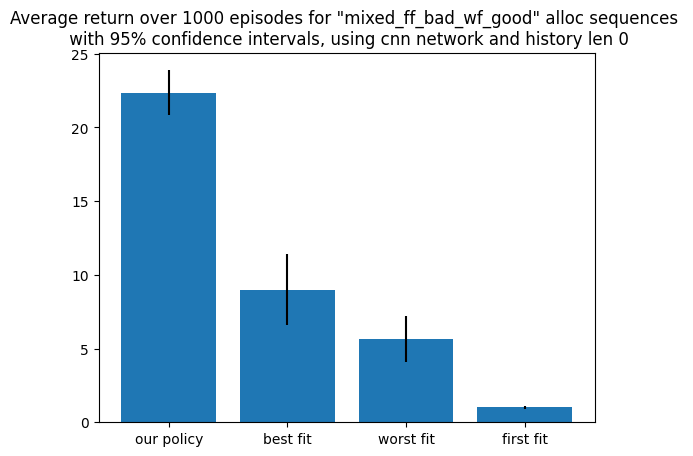 Average return over 1000 episodes for "mixed_ff_bad_wf_good" alloc sequences
with 95% confidence intervals, using cnn network and history len 0
25
20
15
10
5
0
our policy best fit worst fit first fit